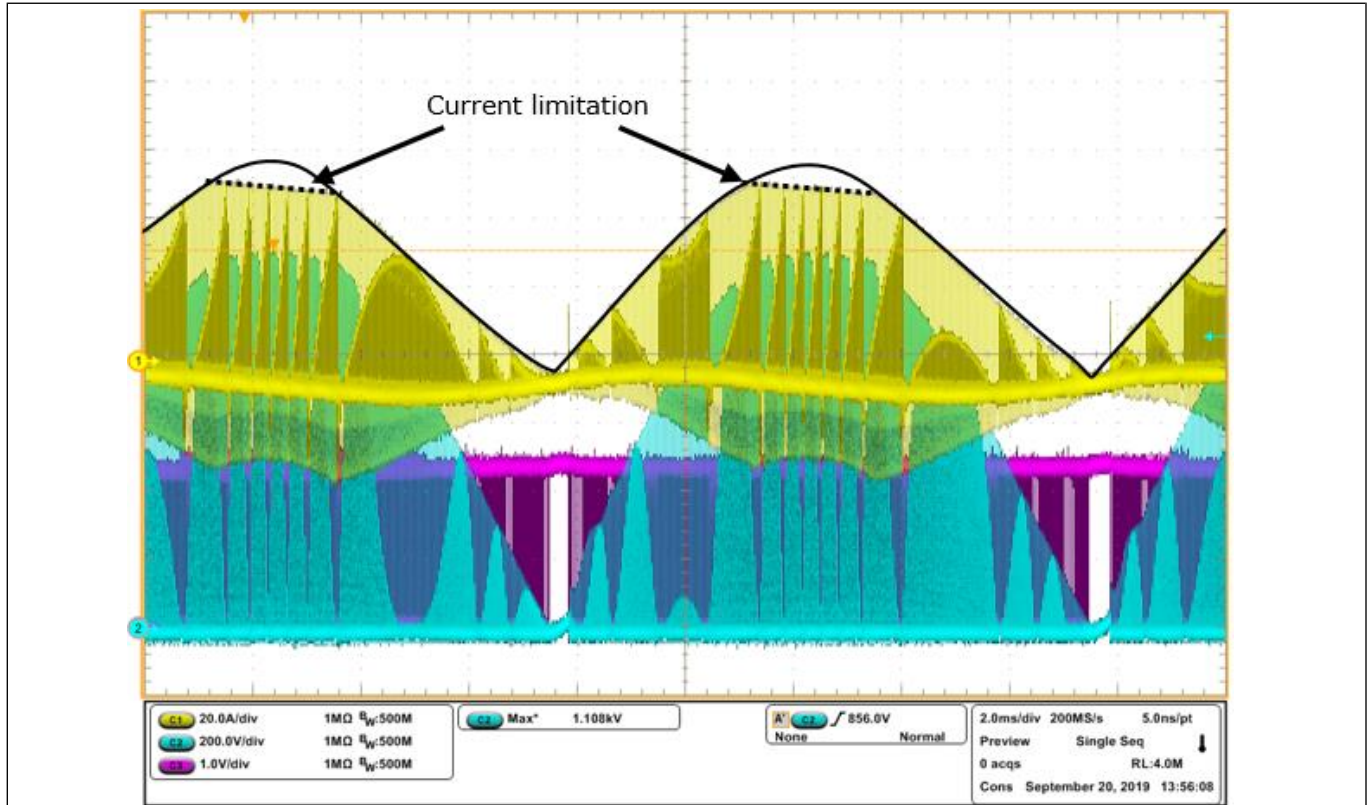 Current limitation
1
2
C1 20.0A/div 1MΩ BW:500M
C2 200.0V/div 1MΩ BW:500M
C3 1.0V/div 1MΩ BW:500M
C2 Max* 1.108kV
A' C2 856.0V
None Normal
2.0ms/div 200MS/s 5.0ns/pt
Preview Single Seq
0 acqs RL:4.0M
Cons September 20, 2019 13:56:08